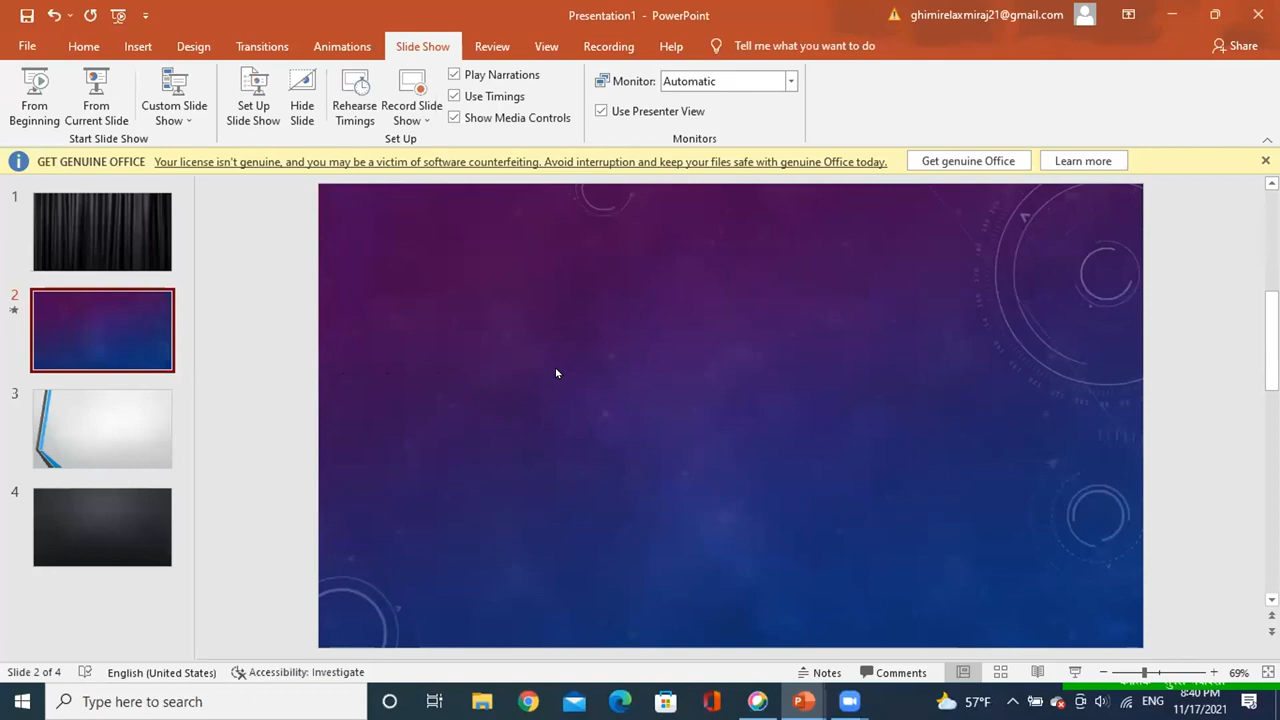 Presentation1 - PowerPoint
ghimirelaxmiraj21@gmail.com
File Home Insert Design Transitions Animations Slide Show Review View Recording Help Tell me what you want to do Share
From Beginning
From Current Slide
Custom Slide Show
Start Slide Show
Set Up Slide Show
Hide Slide
Rehearse Timings
Record Slide Show
Play Narrations
Use Timings
Show Media Controls
Set Up
Monitor: Automatic
Use Presenter View
Monitors
GET GENUINE OFFICE Your license isn't genuine, and you may be a victim of software counterfeiting. Avoid interruption and keep your files safe with genuine Office today. Get genuine Office Learn more
1
2
3
4
Slide 2 of 4 English (United States) Accessibility: Investigate Notes Comments 69%
Type here to search 57°F ENG 8:40 PM
11/17/2021